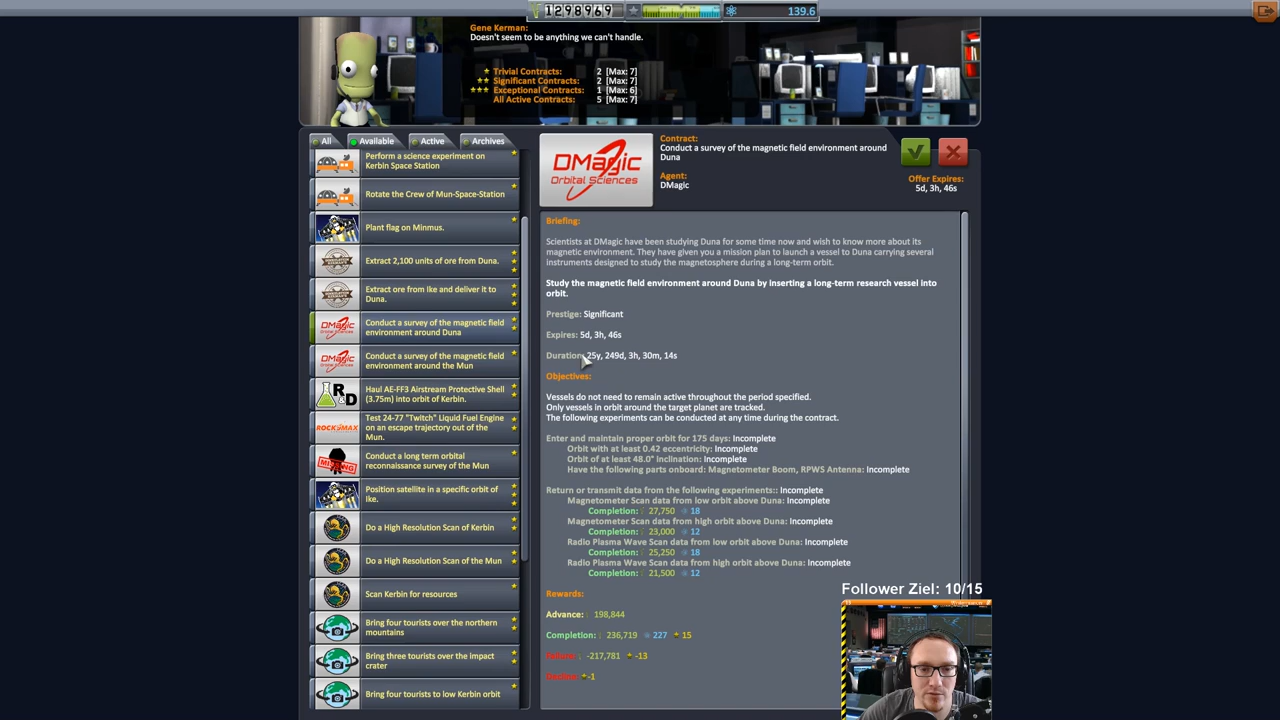 1298969
139.6
Gene Kerman:
Doesn't seem to be anything we can't handle.
Trivial Contracts: 2 [Max: 7]
Significant Contracts: 2 [Max: 7]
Exceptional Contracts: 1 [Max: 6]
All Active Contracts: 5 [Max: 7]
All
Available
Active
Archives
Perform a science experiment on
Kerbin Space Station
Rotate the Crew of Mun-Space-Station
Plant flag on Minmus.
Extract 2,100 units of ore from Duna.
Extract ore from Ike and deliver it to
Duna.
DMagic
Orbital Sciences
Conduct a survey of the magnetic field
environment around Duna
DMagic
Orbital Sciences
Conduct a survey of the magnetic field
environment around the Mun
R&D
Haul AE-FF3 Airstream Protective Shell
(3.75m) into orbit of Kerbin.
ROCKOMAX
Test 24-77 "Twitch" Liquid Fuel Engine
on an escape trajectory out of the
Mun.
MISSING
Conduct a long term orbital
reconnaissance survey of the Mun
Position satellite in a specific orbit of
Ike.
Do a High Resolution Scan of Kerbin
Do a High Resolution Scan of the Mun
Scan Kerbin for resources
Bring four tourists over the northern
mountains
Bring three tourists over the impact
crater
Bring four tourists to low Kerbin orbit
DMagic
Orbital Sciences
Contract:
Conduct a survey of the magnetic field environment around
Duna
Agent:
DMagic
Offer Expires:
5d, 3h, 46s
Briefing:
Scientists at DMagic have been studying Duna for some time now and wish to know more about its
magnetic environment. They have given you a mission plan to launch a vessel to Duna carrying several
instruments designed to study the magnetosphere during a long-term orbit.
Study the magnetic field environment around Duna by inserting a long-term research vessel into
orbit.
Prestige: Significant
Expires: 5d, 3h, 46s
Duration: 25y, 249d, 3h, 30m, 14s
Objectives:
Vessels do not need to remain active throughout the period specified.
Only vessels in orbit around the target planet are tracked.
The following experiments can be conducted at any time during the contract.
Enter and maintain proper orbit for 175 days: Incomplete
Orbit with at least 0.42 eccentricity: Incomplete
Orbit of at least 48.0° inclination: Incomplete
Have the following parts onboard: Magnetometer Boom, RPWS Antenna: Incomplete
Return or transmit data from the following experiments:: Incomplete
Magnetometer Scan data from low orbit above Duna: Incomplete
Completion: 27,750 18
Magnetometer Scan data from high orbit above Duna: Incomplete
Completion: 23,000 12
Radio Plasma Wave Scan data from low orbit above Duna: Incomplete
Completion: 25,250 18
Radio Plasma Wave Scan data from high orbit above Duna: Incomplete
Completion: 21,500 12
Rewards:
Advance: 198,844
Completion: 236,719 227 15
Failure: -217,781 -13
Decline: -1
Follower Ziel: 10/15